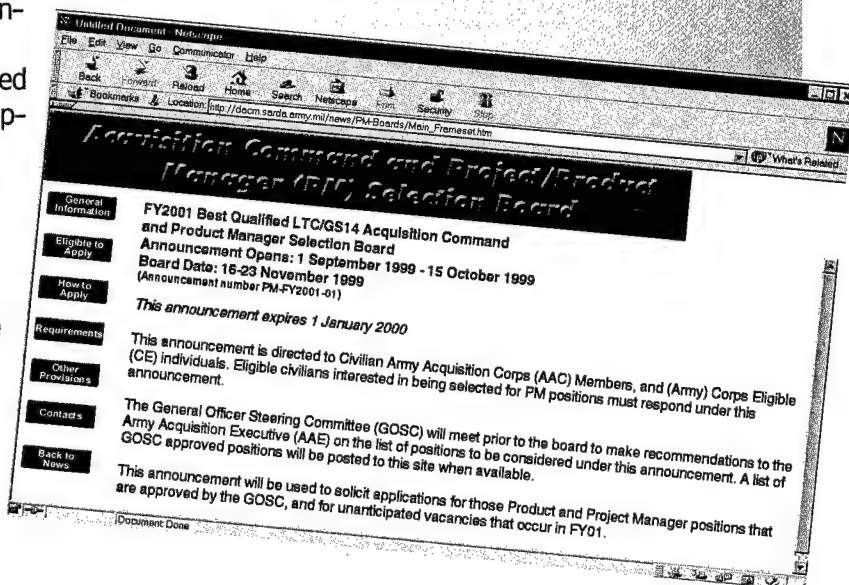 n-
ed
p-
Untitled Document - Netscape
File Edit View Go Communicator Help
Back Forward Reload Home Search Netscape Print Security Stop
Bookmarks Location: http://dacm.sarda.army.mil/news/PM-Boards/Main_Frameset.htm What's Related
N
Acquisition Command and Project/Product
Manager (PM) Selection Board
General
Information
Eligible to
Apply
How to
Apply
Requirements
Other
Provisions
Contacts
Back to
News
FY2001 Best Qualified LTC/GS14 Acquisition Command
and Product Manager Selection Board
Announcement Opens: 1 September 1999 - 15 October 1999
Board Date: 16-23 November 1999
(Announcement number PM-FY2001-01)
This announcement expires 1 January 2000
This announcement is directed to Civilian Army Acquisition Corps (AAC) Members, and (Army) Corps Eligible
(CE) individuals. Eligible civilians interested in being selected for PM positions must respond under this
announcement.
The General Officer Steering Committee (GOSC) will meet prior to the board to make recommendations to the
Army Acquisition Executive (AAE) on the list of positions to be considered under this announcement. A list of
GOSC approved positions will be posted to this site when available.
This announcement will be used to solicit applications for those Product and Project Manager positions that
are approved by the GOSC, and for unanticipated vacancies that occur in FY01.
Document Done